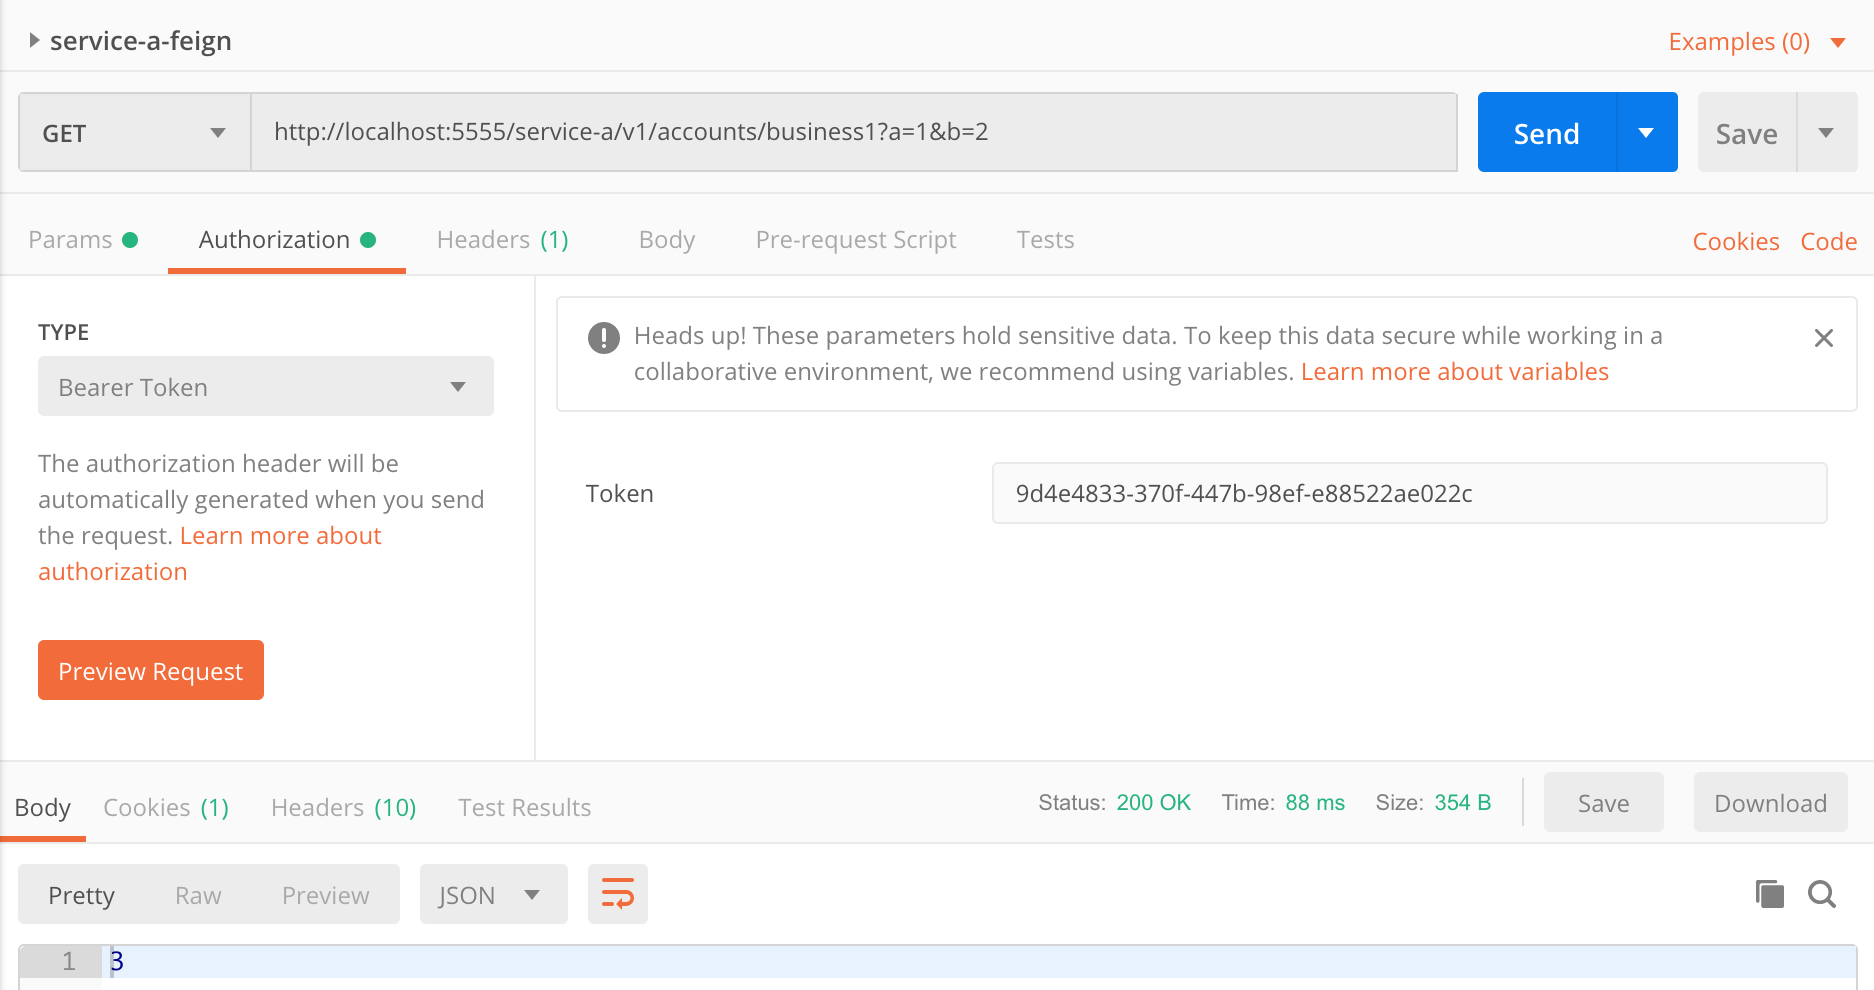 service-a-feign
Examples (0)
GET
http://localhost:5555/service-a/v1/accounts/business1?a=1&b=2
Send
Save
Params
Authorization
Headers (1)
Body
Pre-request Script
Tests
Cookies
Code
TYPE
Bearer Token
The authorization header will be
automatically generated when you send
the request. Learn more about
authorization
Preview Request
Heads up! These parameters hold sensitive data. To keep this data secure while working in a
collaborative environment, we recommend using variables. Learn more about variables
Token
9d4e4833-370f-447b-98ef-e88522ae022c
Body
Cookies (1)
Headers (10)
Test Results
Status: 200 OK
Time: 88 ms
Size: 354 B
Save
Download
Pretty
Raw
Preview
JSON
1
3